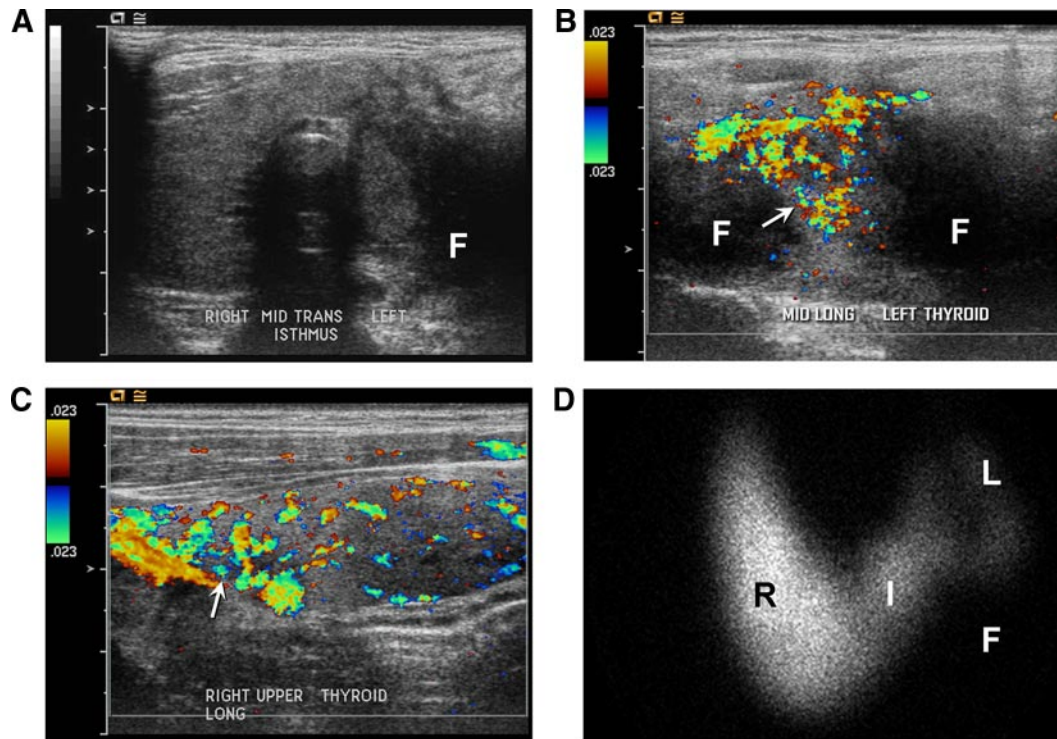 A
F
RIGHT MID TRANS LEFT
ISTHMUS
B
.023
.023
F
F
MID LONG LEFT THYROID
C
.023
.023
RIGHT UPPER THYROID
LONG
D
L
R
I
F